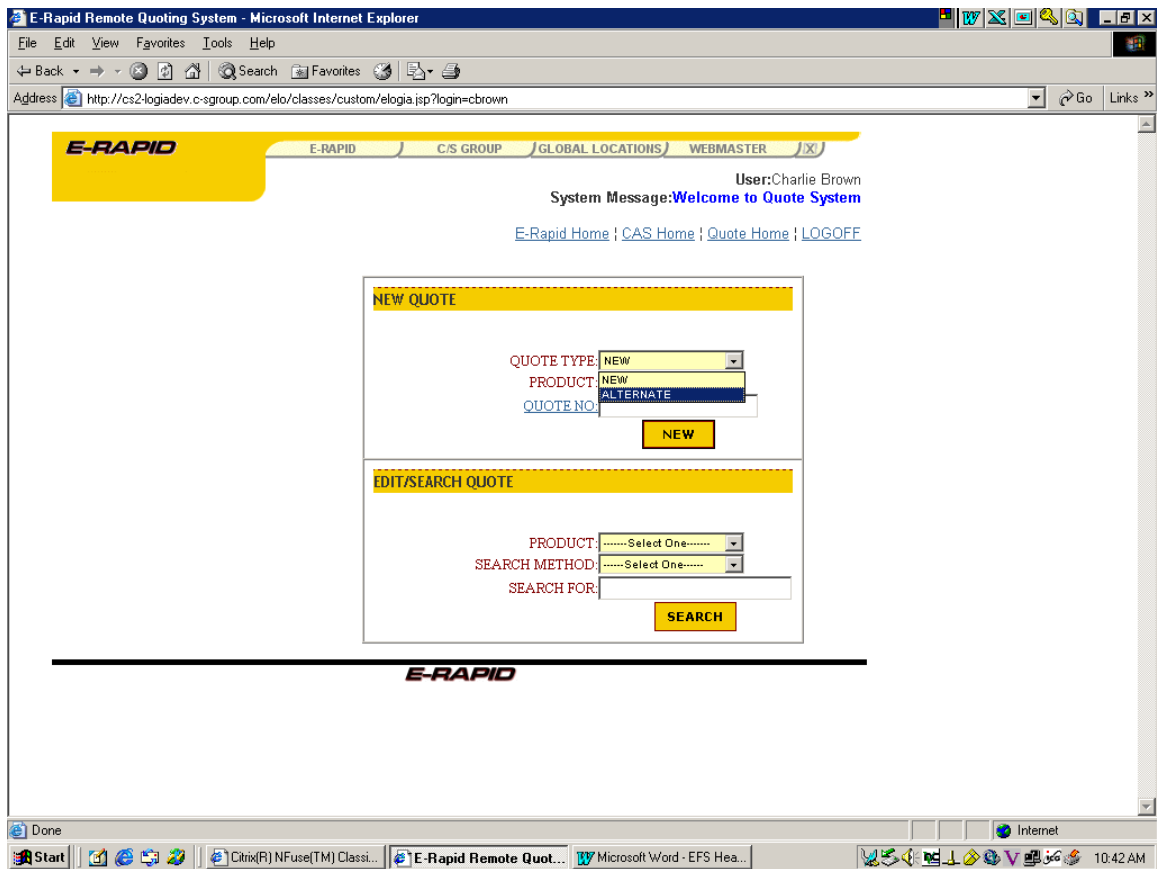 E-Rapid Remote Quoting System - Microsoft Internet Explorer
File Edit View Favorites Tools Help
Back Search Favorites
Address http://cs2-logiadev.c-sgroup.com/elo/classes/custom/elogia.jsp?login=cbrown Go Links »
E-RAPID E-RAPID C/S GROUP GLOBAL LOCATIONS WEBMASTER X
User:Charlie Brown
System Message:Welcome to Quote System
E-Rapid Home ¦ CAS Home ¦ Quote Home ¦ LOGOFF
NEW QUOTE
QUOTE TYPE: NEW
PRODUCT: NEW
ALTERNATE
QUOTE NO:
NEW
EDIT/SEARCH QUOTE
PRODUCT: -------Select One-------
SEARCH METHOD: ------Select One------
SEARCH FOR:
SEARCH
E-RAPID
Done Internet
Start Citrix(R) NFuse(TM) Classi... E-Rapid Remote Quot... Microsoft Word - EFS Hea... 10:42 AM